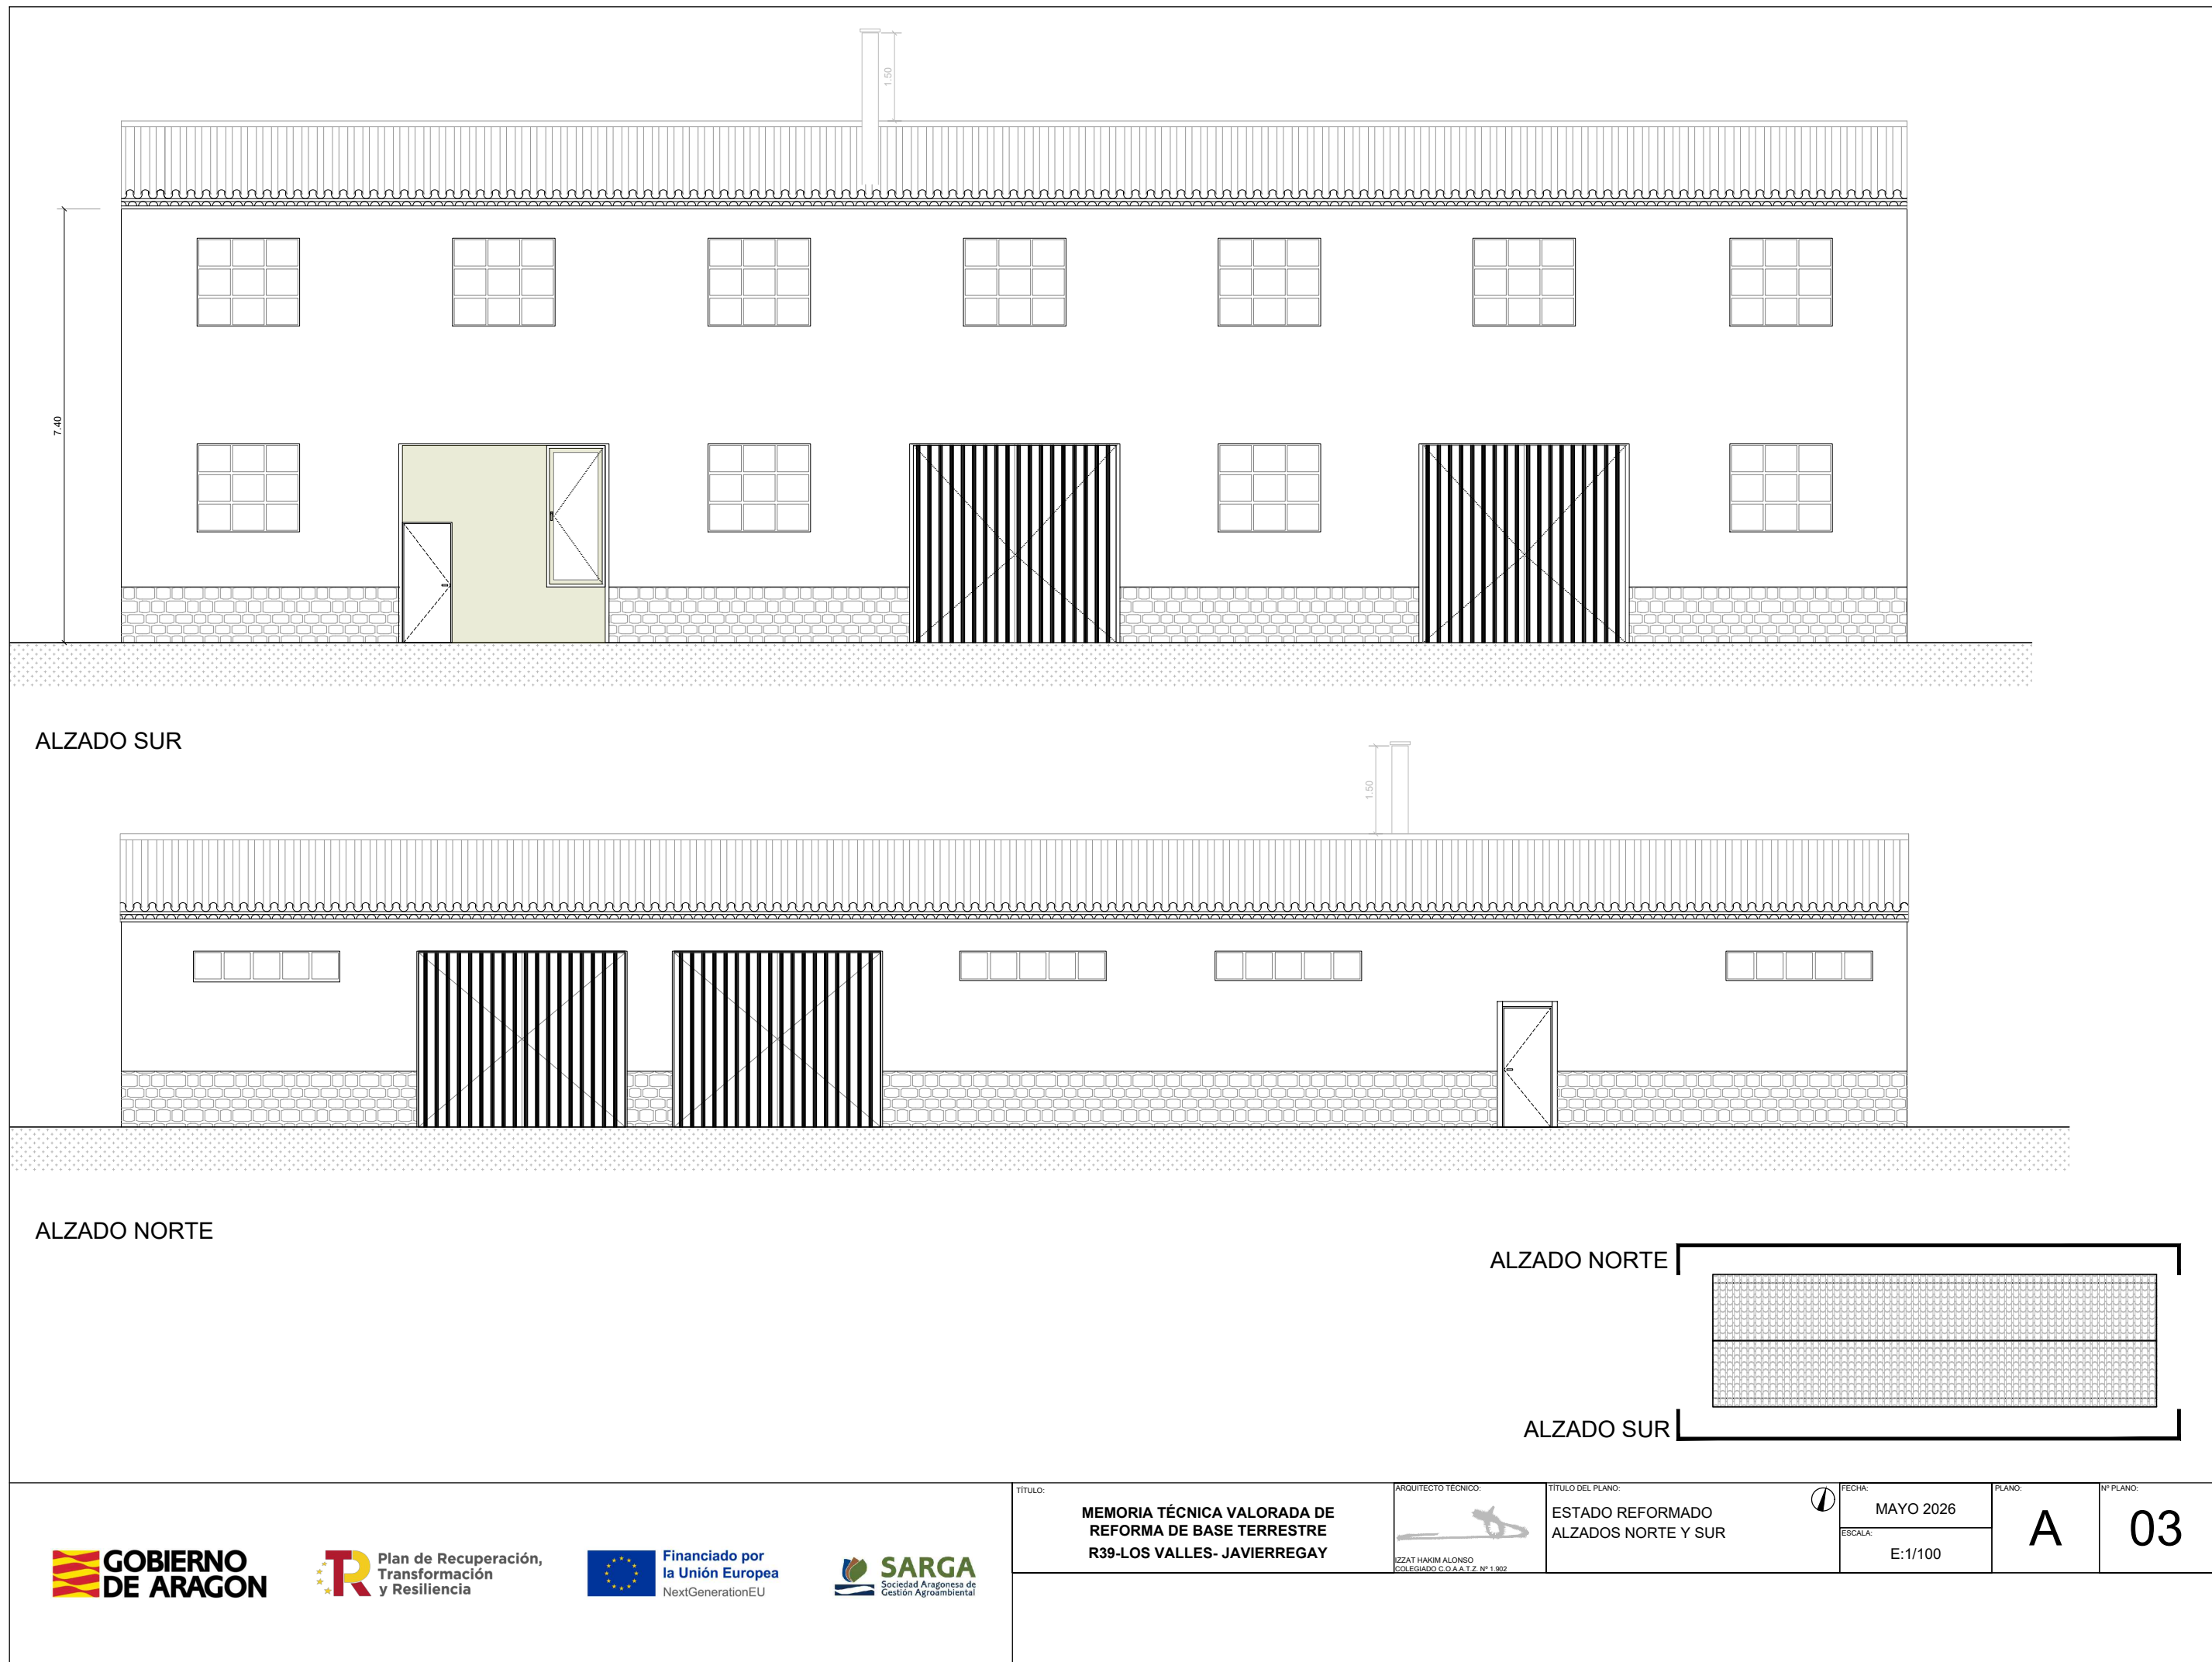 1.50
7.40
ALZADO SUR
1.50
ALZADO NORTE
ALZADO NORTE
ALZADO SUR
GOBIERNO
DE ARAGON
Plan de Recuperación,
Transformación
y Resiliencia
Financiado por
la Unión Europea
NextGenerationEU
SARGA
Sociedad Aragonesa de
Gestión Agroambiental
TÍTULO:
MEMORIA TÉCNICA VALORADA DE
REFORMA DE BASE TERRESTRE
R39-LOS VALLES- JAVIERREGAY
ARQUITECTO TÉCNICO:
IZZAT HAKIM ALONSO
COLEGIADO C.O.A.A.T.Z. Nº 1.902
TÍTULO DEL PLANO:
ESTADO REFORMADO
ALZADOS NORTE Y SUR
FECHA:
MAYO 2026
ESCALA:
E:1/100
PLANO:
A
Nº PLANO:
03